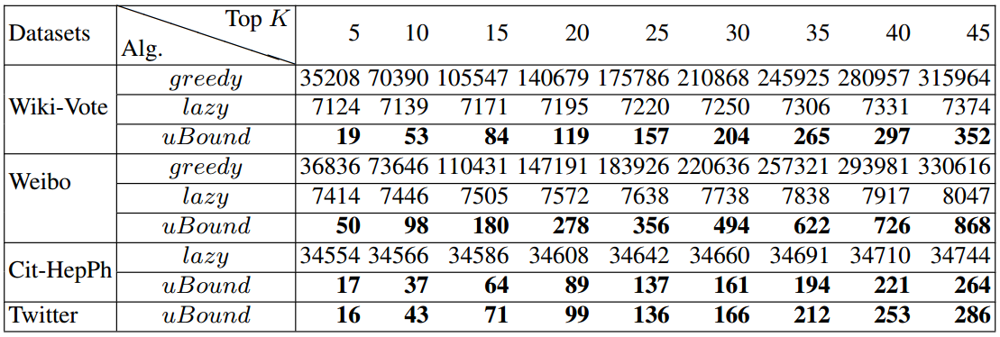 Datasets Alg. Top K 5 10 15 20 25 30 35 40 45
Wiki-Vote greedy 35208 70390 105547 140679 175786 210868 245925 280957 315964
lazy 7124 7139 7171 7195 7220 7250 7306 7331 7374
uBound 19 53 84 119 157 204 265 297 352
Weibo greedy 36836 73646 110431 147191 183926 220636 257321 293981 330616
lazy 7414 7446 7505 7572 7638 7738 7838 7917 8047
uBound 50 98 180 278 356 494 622 726 868
Cit-HepPh lazy 34554 34566 34586 34608 34642 34660 34691 34710 34744
uBound 17 37 64 89 137 161 194 221 264
Twitter uBound 16 43 71 99 136 166 212 253 286